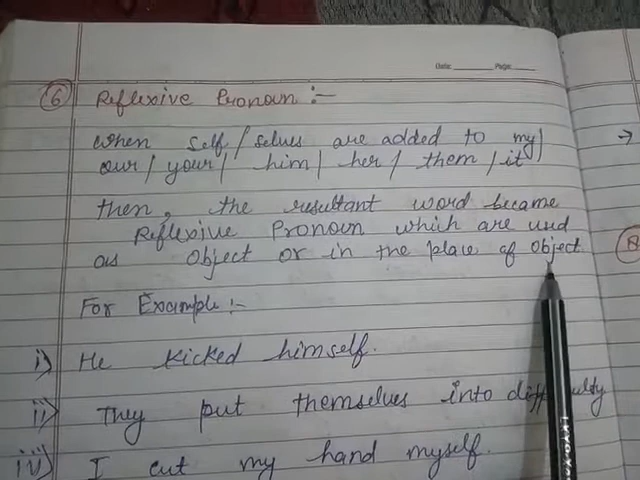 Date: Page:
6 Reflexive Pronoun :-
When self/selves are added to my/
our/ your/ him/ her/ them/ it
then, the resultant word became
Reflexive Pronoun which are used
as object or in the place of object
For Example:-
i) He kicked himself.
ii) They put themselves into difficulty
iii) I cut my hand myself.